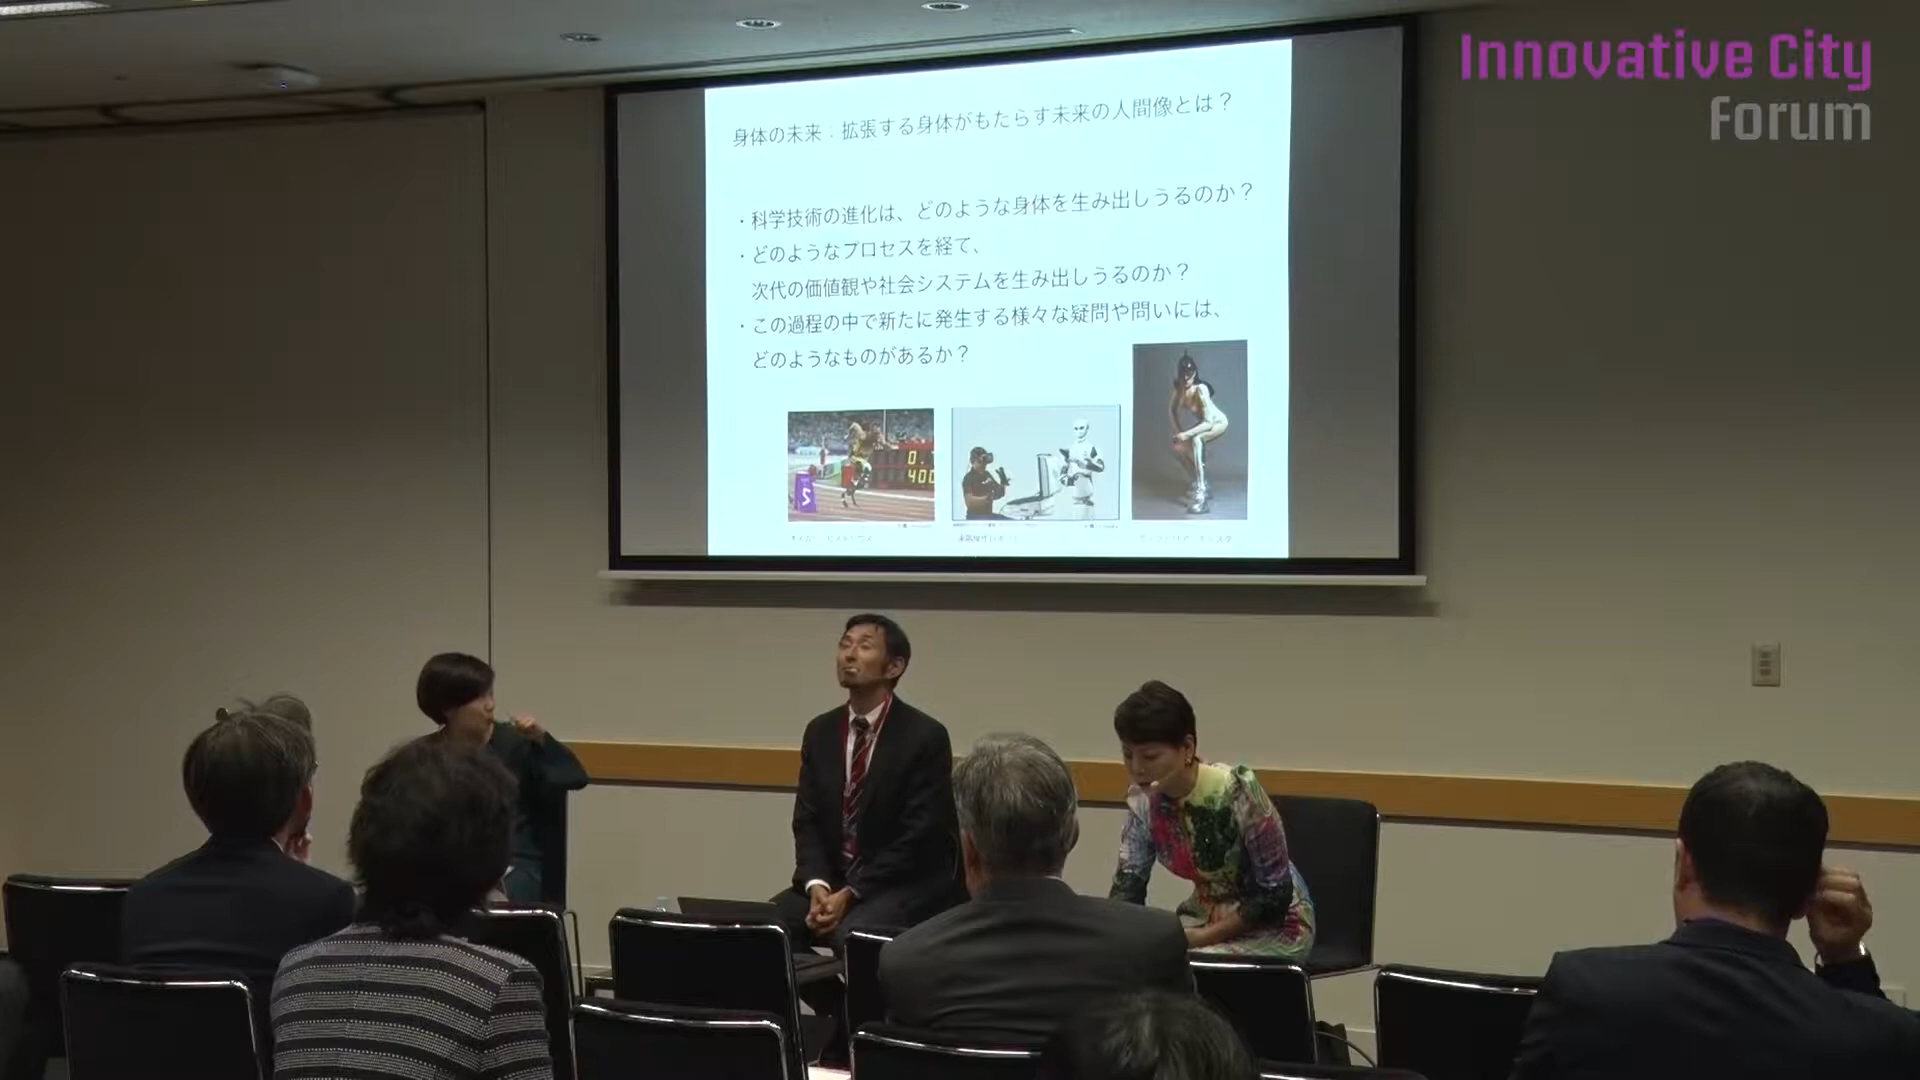 Innovative City
Forum
身体の未来：拡張する身体がもたらす未来の人間像とは？
・科学技術の進化は、どのような身体を生み出しうるのか？
・どのようなプロセスを経て、
次代の価値観や社会システムを生み出しうるのか？
・この過程の中で新たに発生する様々な疑問や問いには、
どのようなものがあるか？
0.
400
2